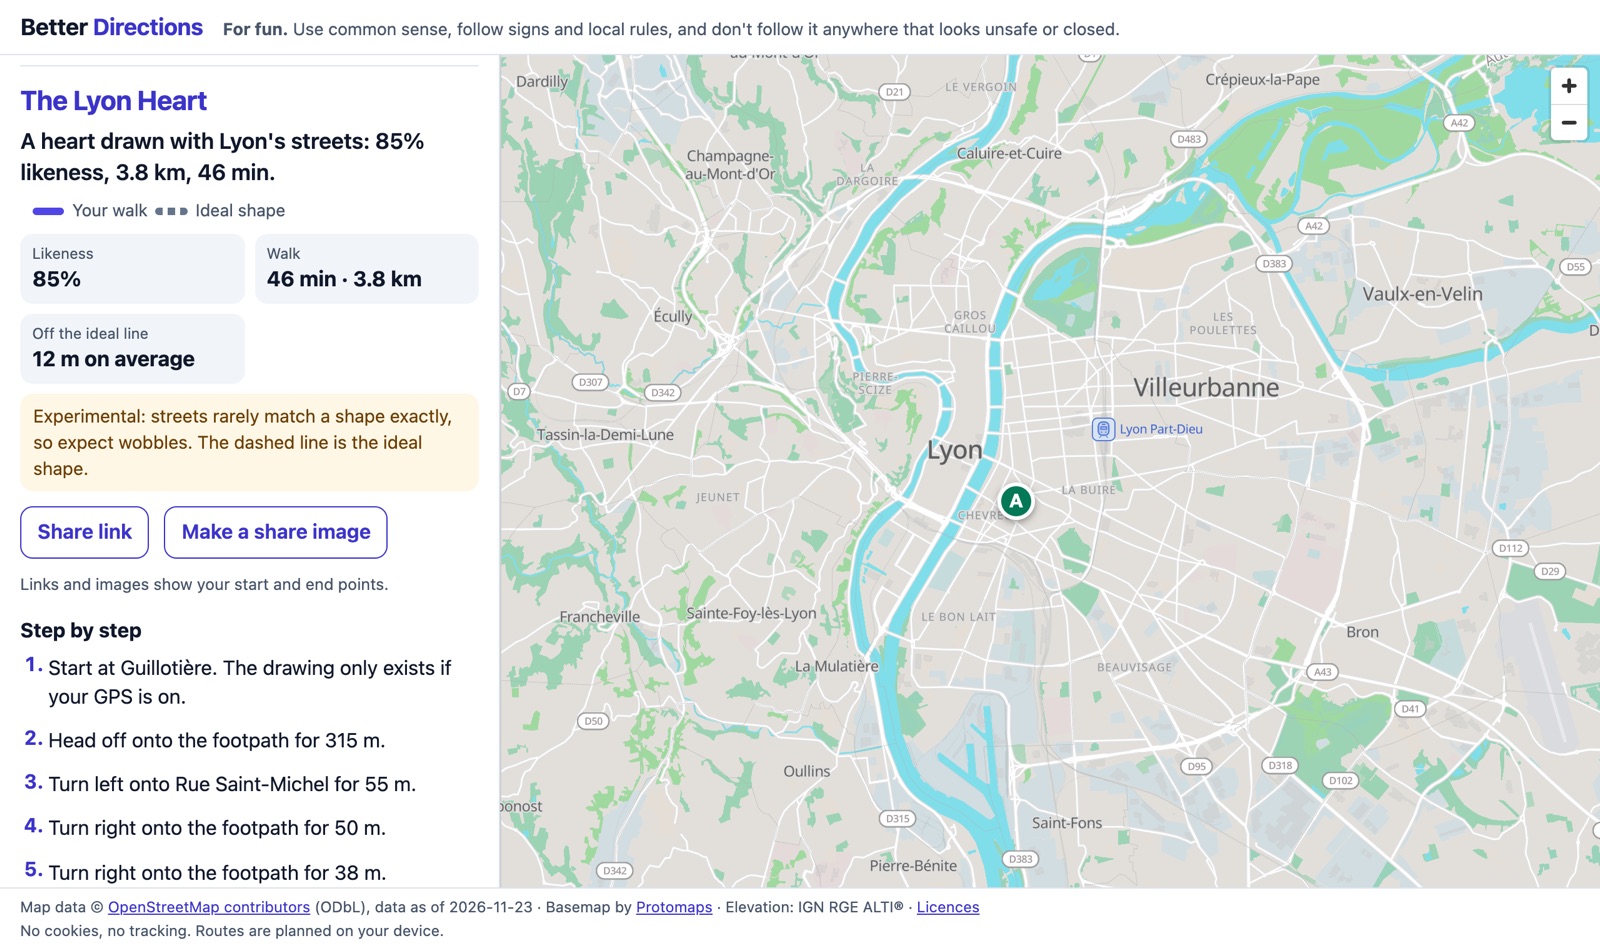 Better Directions For fun. Use common sense, follow signs and local rules, and don't follow it anywhere that looks unsafe or closed.
The Lyon Heart
A heart drawn with Lyon's streets: 85%
likeness, 3.8 km, 46 min.
Your walk Ideal shape
Likeness
85%
Walk
46 min · 3.8 km
Off the ideal line
12 m on average
Experimental: streets rarely match a shape exactly,
so expect wobbles. The dashed line is the ideal
shape.
Share link
Make a share image
Links and images show your start and end points.
Step by step
1. Start at Guillotière. The drawing only exists if
your GPS is on.
2. Head off onto the footpath for 315 m.
3. Turn left onto Rue Saint-Michel for 55 m.
4. Turn right onto the footpath for 50 m.
5. Turn right onto the footpath for 38 m.
au-Mont-d'Or
Dardilly
D21
LE VERGOIN
Crépieux-la-Pape
+
−
A42
D483
Champagne-
au-Mont-d'Or
LA
DARGOIRE
Caluire-et-Cuire
A42
D383
D55
Vaulx-en-Velin
Écully
GROS
CAILLOU
LES
POULETTES
D
D7
D307
D342
PIERRE-
SCIZE
Villeurbanne
Tassin-la-Demi-Lune
Lyon
Lyon Part-Dieu
JEUNET
LA BUIRE
A
CHEVRE
D112
D29
Francheville
Sainte-Foy-lès-Lyon
LE BON LAIT
Bron
La Mulatière
BEAUVISAGE
A43
D50
D41
Oullins
D95
D318
D102
onost
D315
Saint-Fons
Pierre-Bénite
D383
D342
Map data © OpenStreetMap contributors (ODbL), data as of 2026-11-23 · Basemap by Protomaps · Elevation: IGN RGE ALTI® · Licences
No cookies, no tracking. Routes are planned on your device.